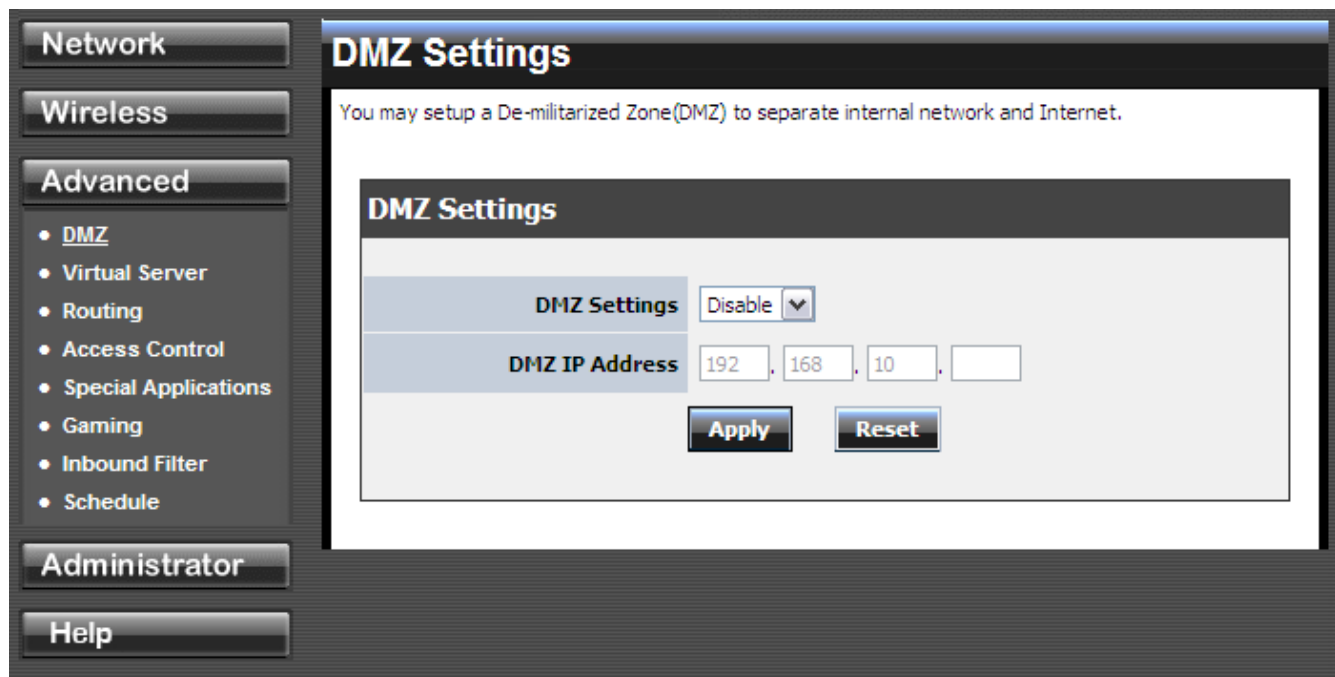 Network
Wireless
Advanced
• DMZ
• Virtual Server
• Routing
• Access Control
• Special Applications
• Gaming
• Inbound Filter
• Schedule
Administrator
Help
DMZ Settings
You may setup a De-militarized Zone(DMZ) to separate internal network and Internet.
DMZ Settings
DMZ Settings Disable
DMZ IP Address 192 . 168 . 10 .
Apply Reset